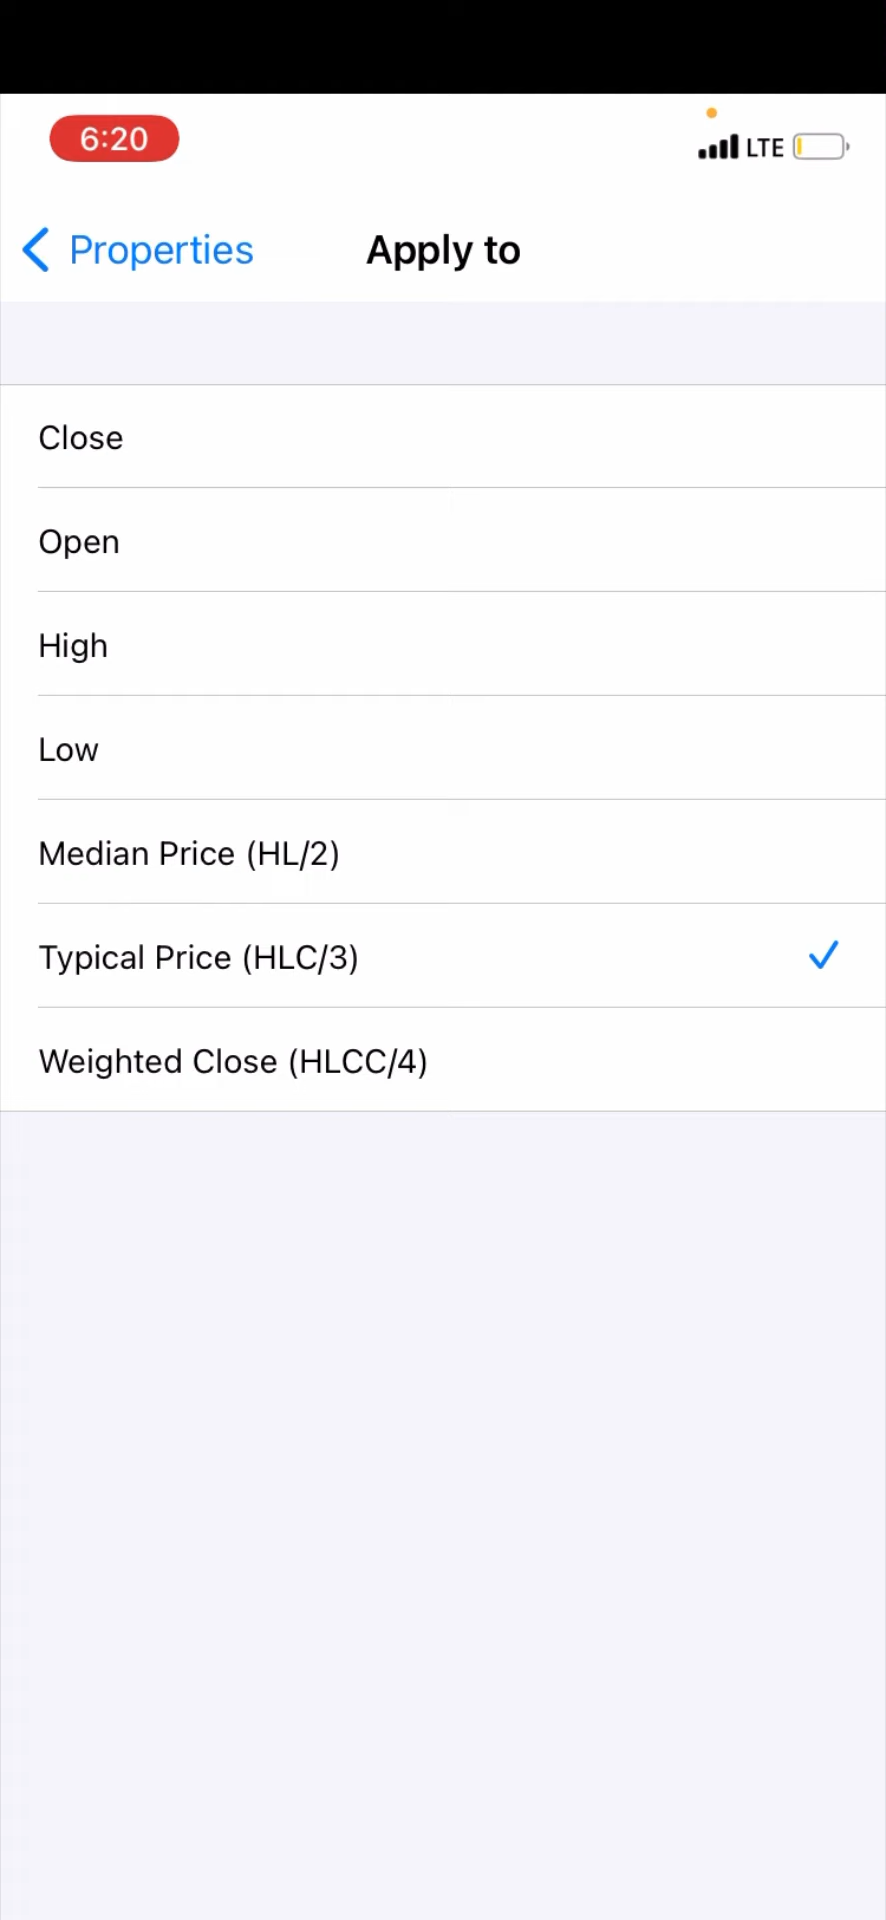 6:20
LTE
Properties
Apply to
Close
Open
High
Low
Median Price (HL/2)
Typical Price (HLC/3)
Weighted Close (HLCC/4)